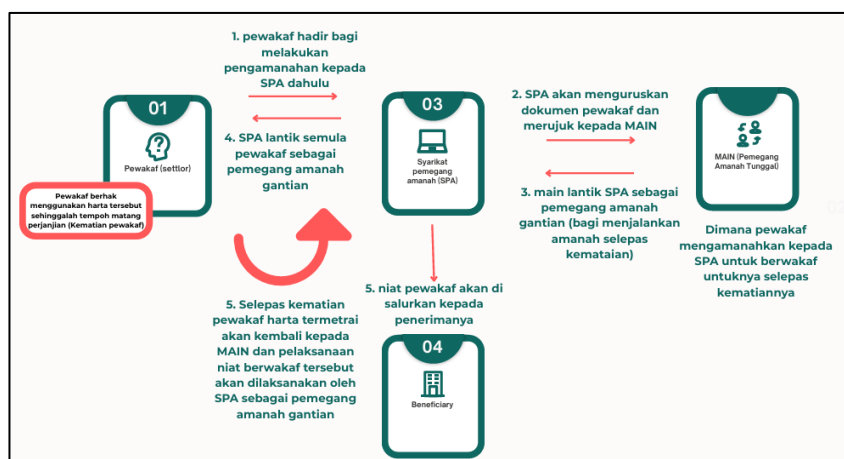 1. pewakaf hadir bagi
melakukan
pengamanahan kepada
SPA dahulu
01
Pewakaf (settlor)
4. SPA lantik semula
pewakaf sebagai
pemegang amanah
gantian
Pewakaf berhak
menggunakan harta tersebut
sehinggalah tempoh matang
perjanjian (Kematian pewakaf)
03
Syarikat
pemegang
amanah (SPA)
2. SPA akan menguruskan
dokumen pewakaf dan
merujuk kepada MAIN
3. main lantik SPA sebagai
pemegang amanah
gantian (bagi menjalankan
amanah selepas
kemataian)
MAIN (Pemegang
Amanah Tunggal)
Dimana pewakaf
mengamanahkan kepada
SPA untuk berwakaf
untuknya selepas
kematiannya
5. Selepas kematian
pewakaf harta termetrai
akan kembali kepada
MAIN dan pelaksanaan
niat berwakaf tersebut
akan dilaksanakan oleh
SPA sebagai pemegang
amanah gantian
5. niat pewakaf akan di
salurkan kepada
penerimanya
04
Beneficiary